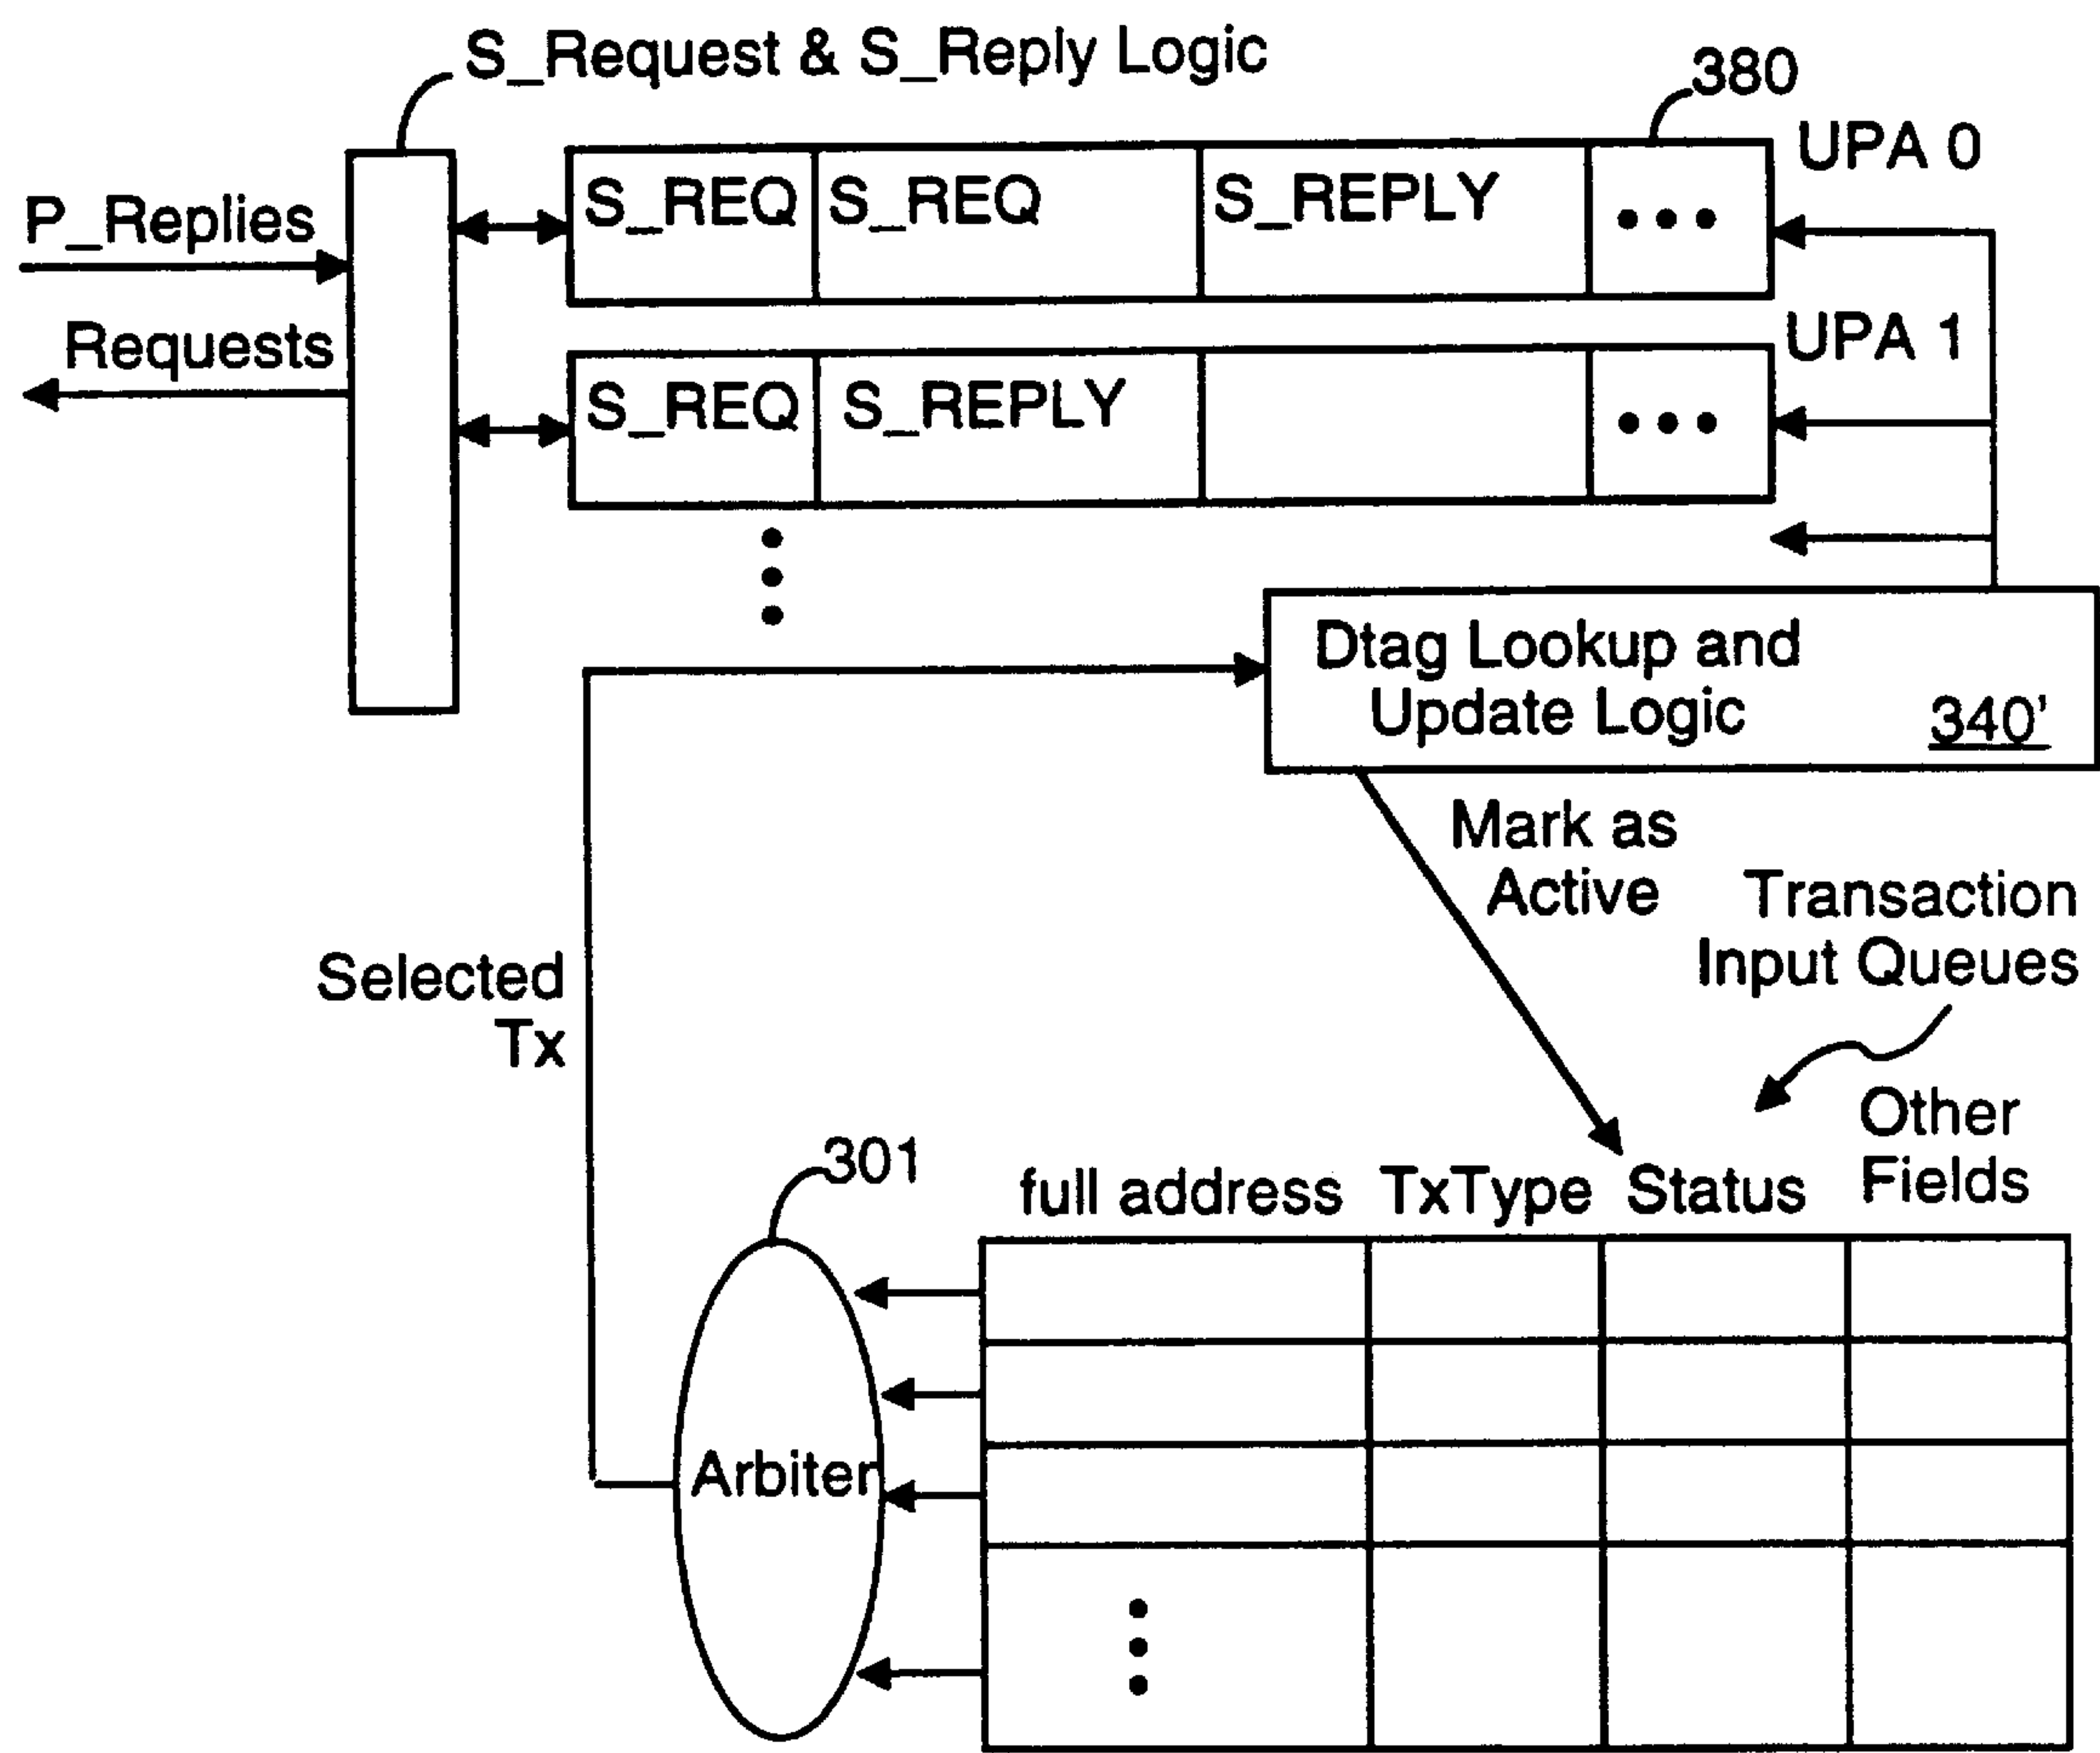 S_Request & S_Reply Logic
380
UPA 0
P_Replies
S_REQ
S_REQ
S_REPLY
•••
Requests
UPA 1
S_REQ
S_REPLY
•••
Dtag Lookup and
Update Logic
340'
Mark as
Active
Transaction
Input Queues
Selected
Tx
Other
Fields
301
full address
TxType
Status
Arbiter